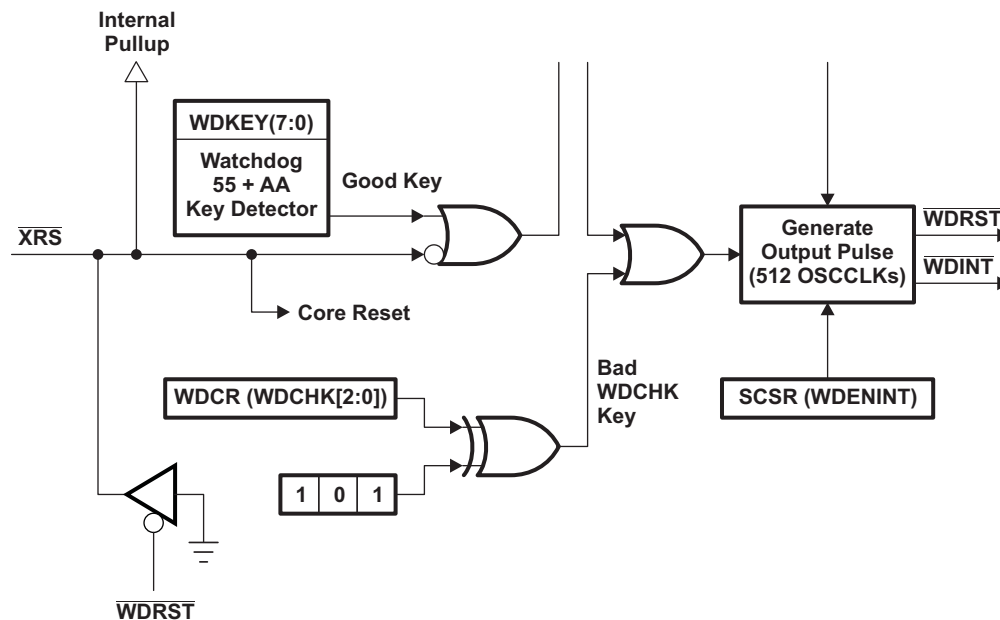 Internal
Pullup
WDKEY(7:0)
Watchdog
55 + AA
Key Detector
Good Key
XRS
Core Reset
Generate
Output Pulse
(512 OSCCLKs)
WDRST
WDINT
WDCR (WDCHK[2:0])
Bad
WDCHK
Key
SCSR (WDENINT)
1 0 1
WDRST